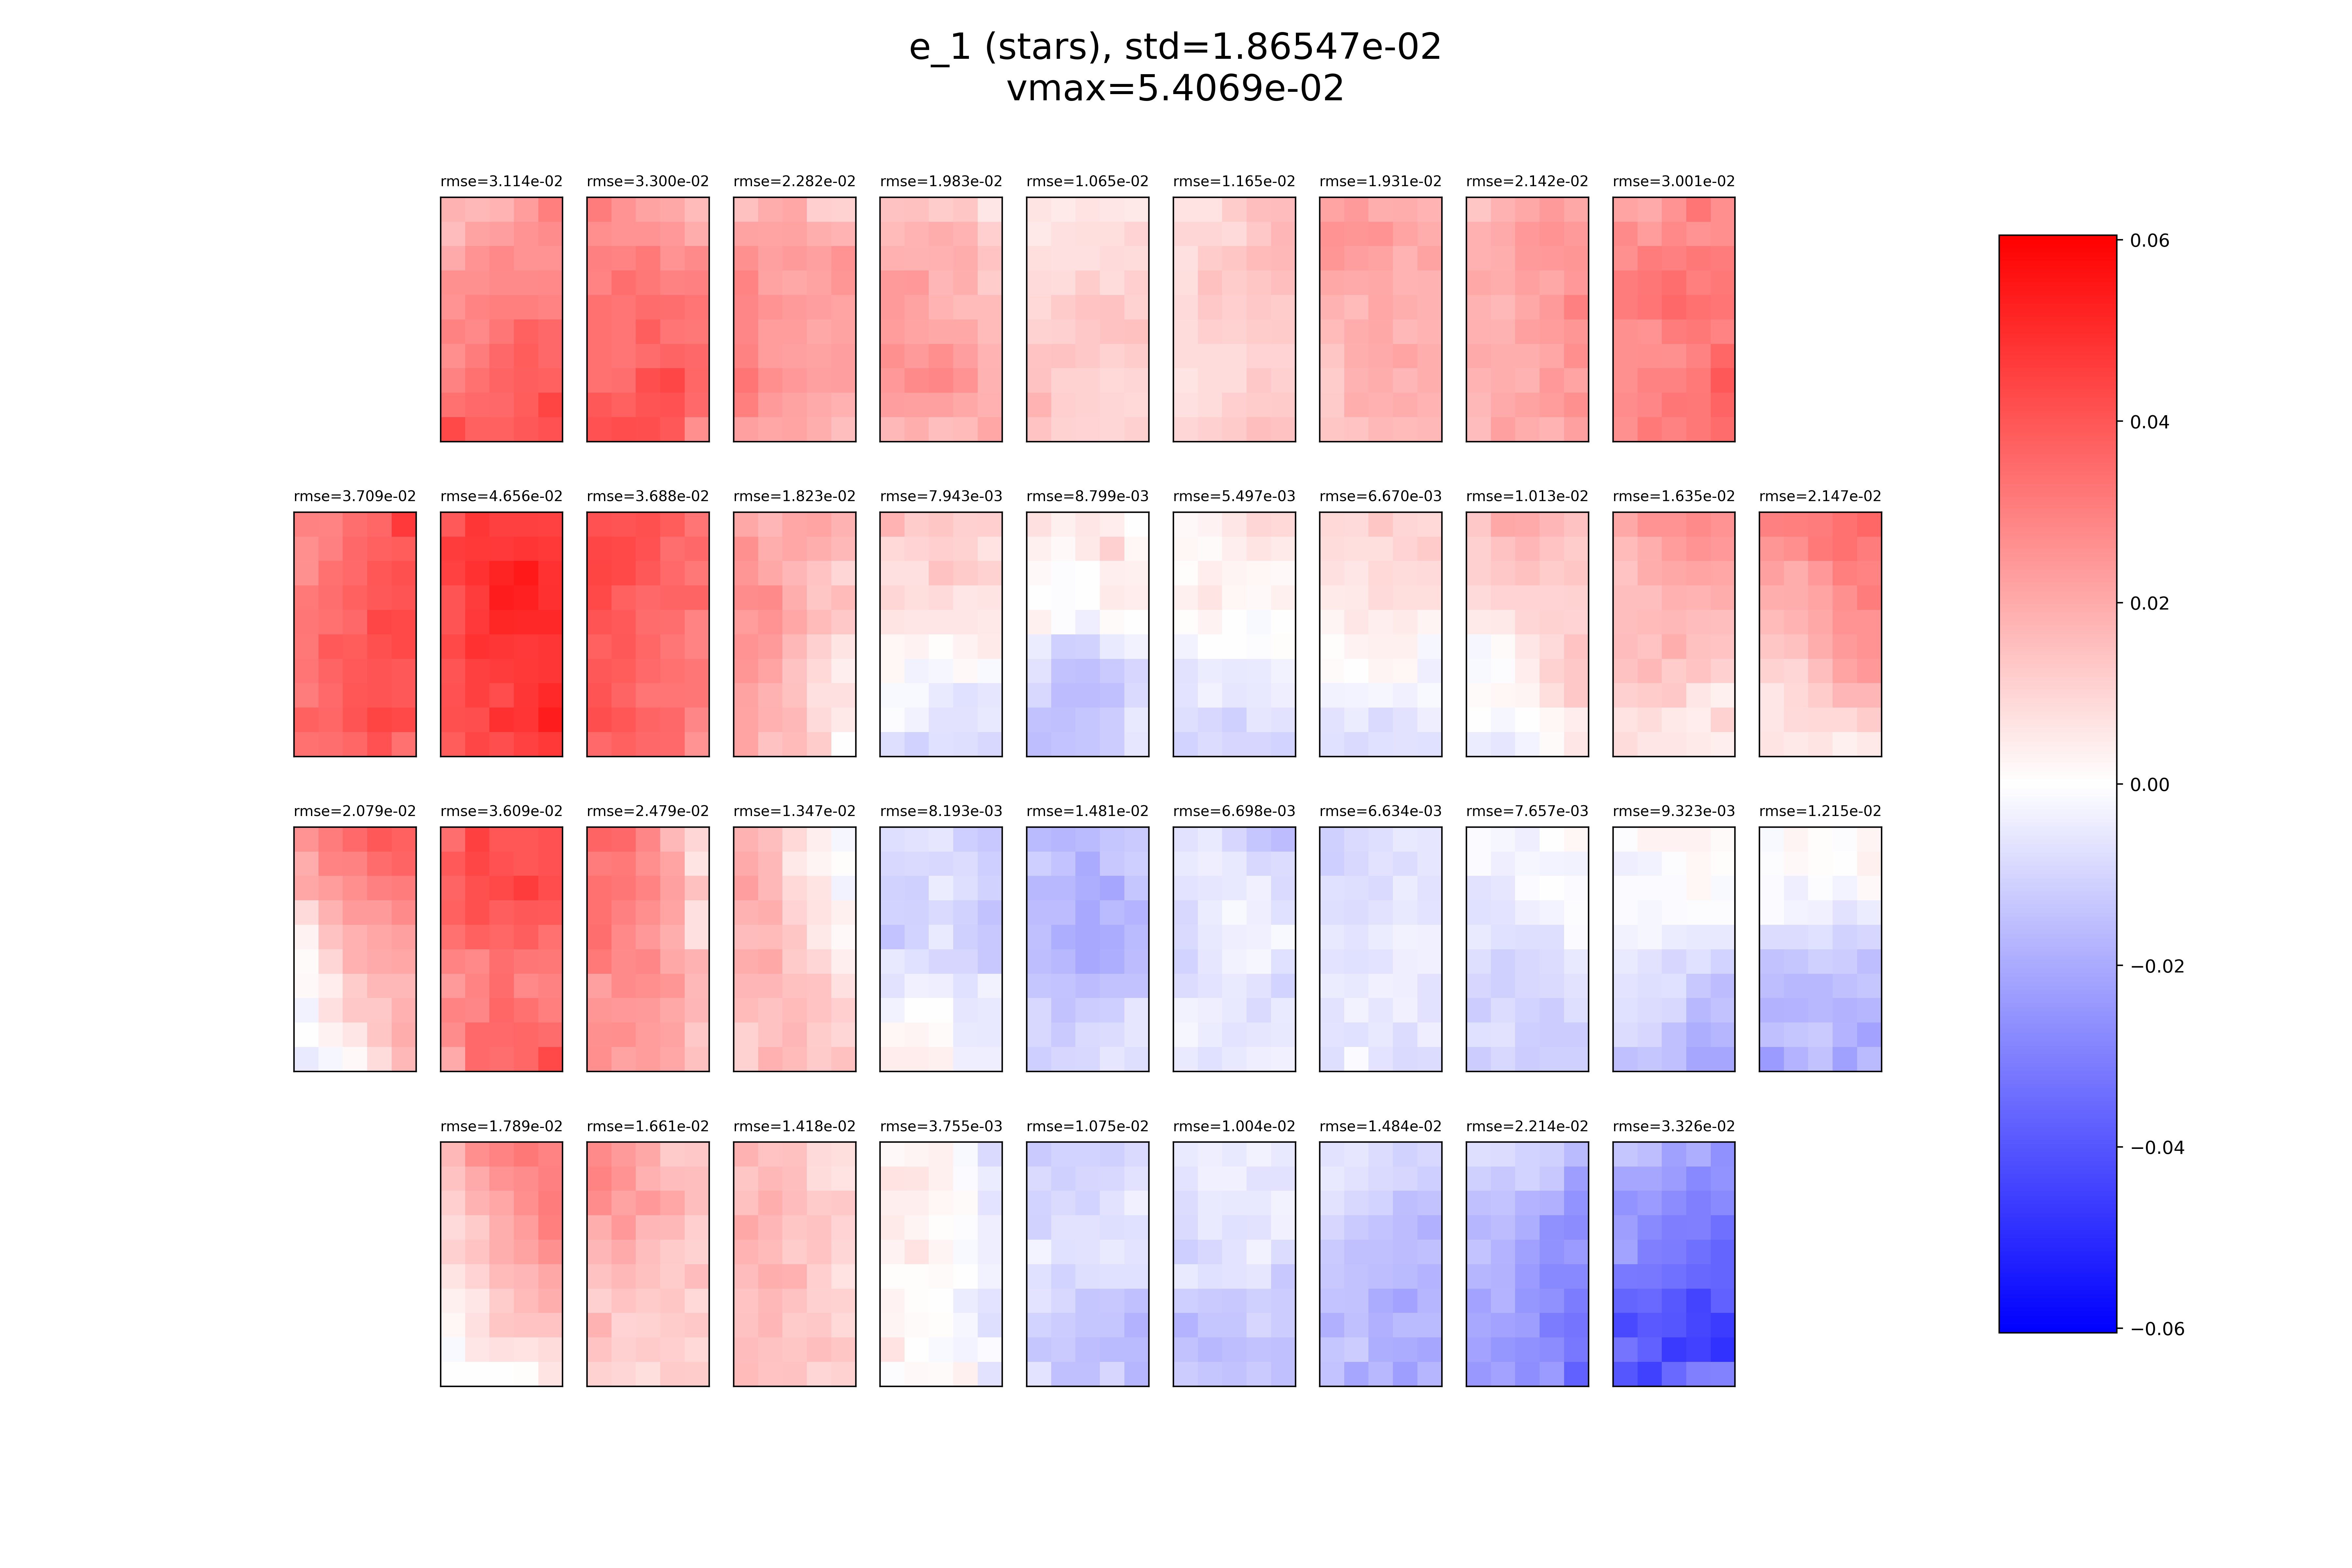 e_1 (stars), std=1.86547e-02
vmax=5.4069e-02
rmse=3.114e-02 rmse=3.300e-02 rmse=2.282e-02 rmse=1.983e-02 rmse=1.065e-02 rmse=1.165e-02 rmse=1.931e-02 rmse=2.142e-02 rmse=3.001e-02
rmse=3.709e-02 rmse=4.656e-02 rmse=3.688e-02 rmse=1.823e-02 rmse=7.943e-03 rmse=8.799e-03 rmse=5.497e-03 rmse=6.670e-03 rmse=1.013e-02 rmse=1.635e-02 rmse=2.147e-02
rmse=2.079e-02 rmse=3.609e-02 rmse=2.479e-02 rmse=1.347e-02 rmse=8.193e-03 rmse=1.481e-02 rmse=6.698e-03 rmse=6.634e-03 rmse=7.657e-03 rmse=9.323e-03 rmse=1.215e-02
rmse=1.789e-02 rmse=1.661e-02 rmse=1.418e-02 rmse=3.755e-03 rmse=1.075e-02 rmse=1.004e-02 rmse=1.484e-02 rmse=2.214e-02 rmse=3.326e-02
0.06
0.04
0.02
0.00
−0.02
−0.04
−0.06